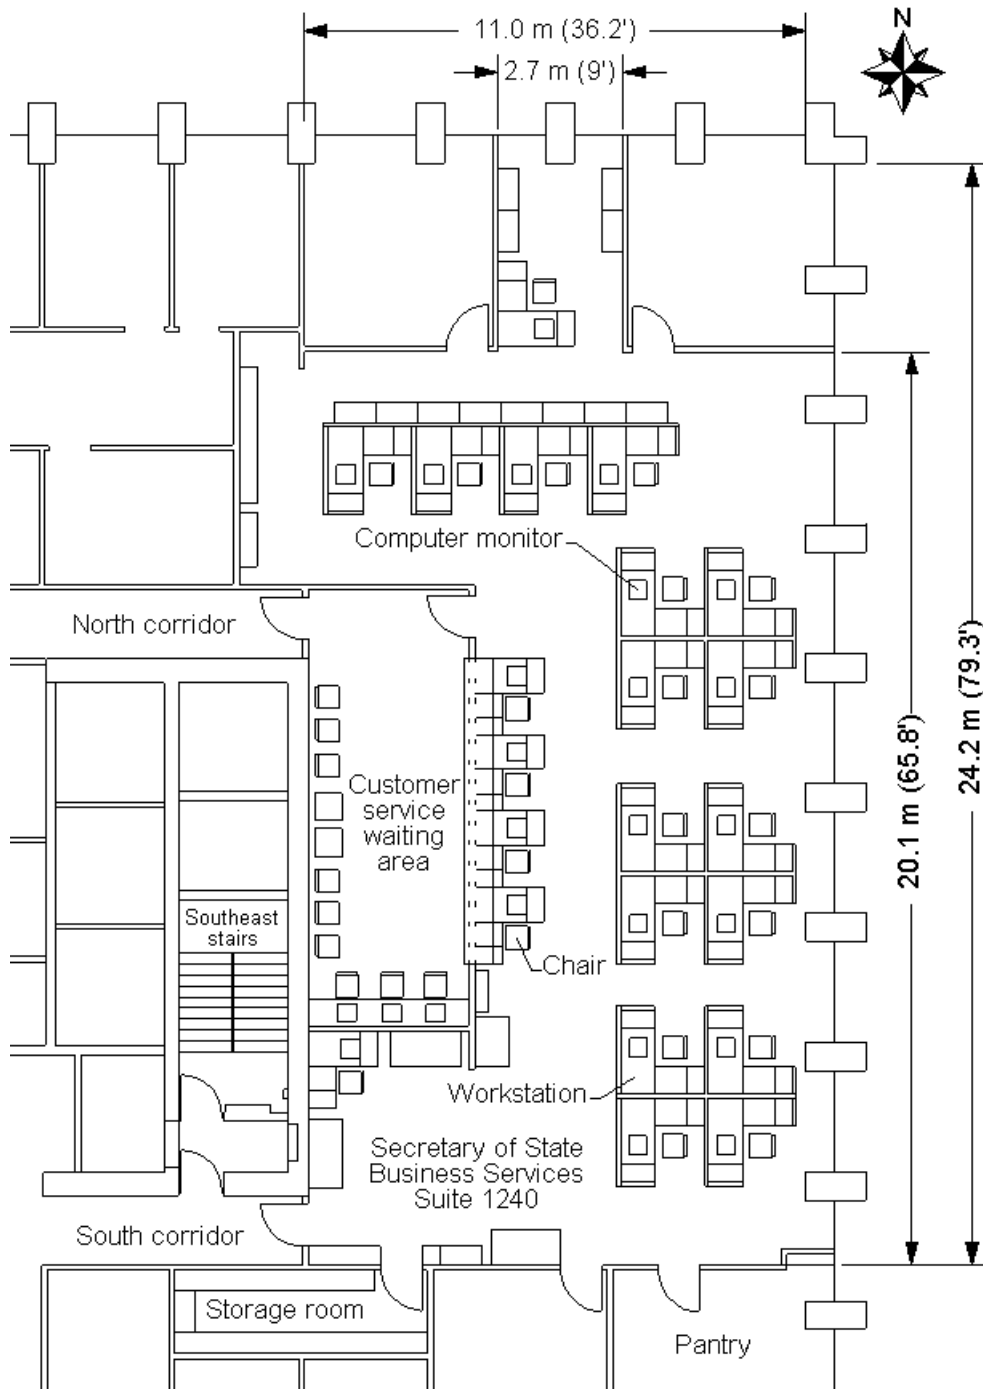 N
11.0 m (36.2')
2.7 m (9')
Computer monitor
North corridor
24.2 m (79.3')
20.1 m (65.8')
Customer
service
waiting
area
Southeast
stairs
Chair
Workstation
Secretary of State
Business Services
Suite 1240
South corridor
Storage room
Pantry